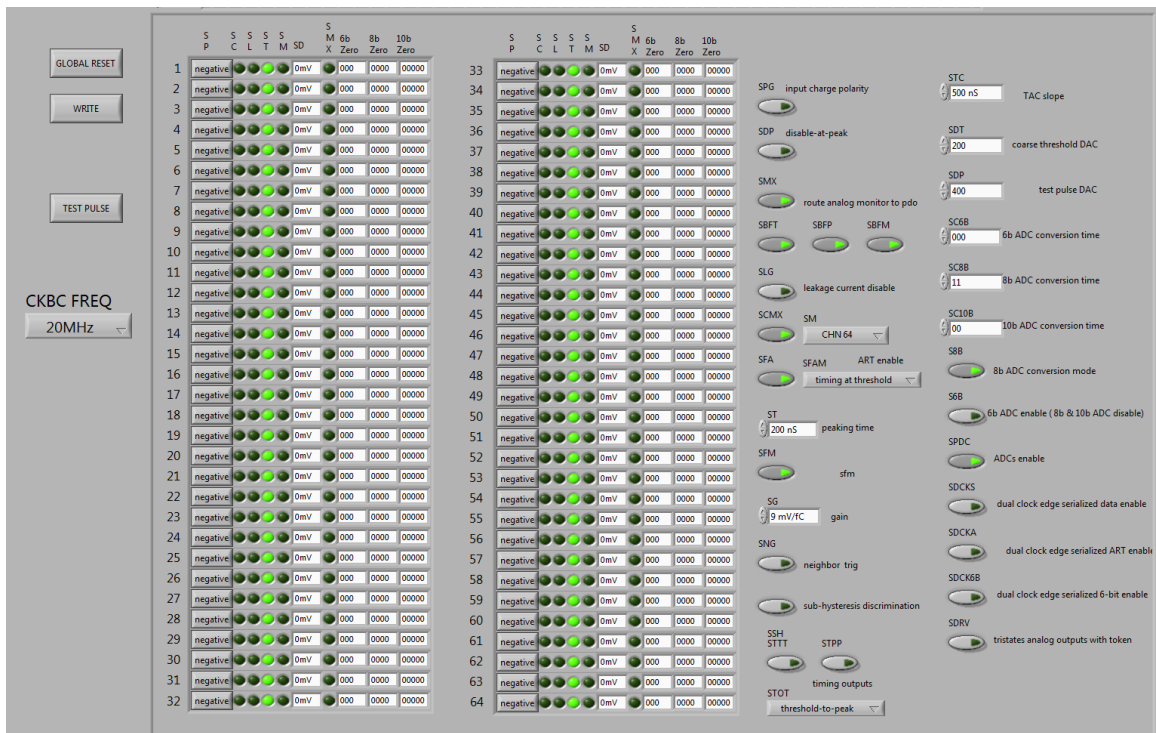 GLOBAL RESET
WRITE
TEST PULSE
CKBC FREQ
20MHz
S P S C S L S T S M SD S M X 6b Zero 8b Zero 10b Zero
1 negative 0mV 000 0000 00000
2 negative 0mV 000 0000 00000
3 negative 0mV 000 0000 00000
4 negative 0mV 000 0000 00000
5 negative 0mV 000 0000 00000
6 negative 0mV 000 0000 00000
7 negative 0mV 000 0000 00000
8 negative 0mV 000 0000 00000
9 negative 0mV 000 0000 00000
10 negative 0mV 000 0000 00000
11 negative 0mV 000 0000 00000
12 negative 0mV 000 0000 00000
13 negative 0mV 000 0000 00000
14 negative 0mV 000 0000 00000
15 negative 0mV 000 0000 00000
16 negative 0mV 000 0000 00000
17 negative 0mV 000 0000 00000
18 negative 0mV 000 0000 00000
19 negative 0mV 000 0000 00000
20 negative 0mV 000 0000 00000
21 negative 0mV 000 0000 00000
22 negative 0mV 000 0000 00000
23 negative 0mV 000 0000 00000
24 negative 0mV 000 0000 00000
25 negative 0mV 000 0000 00000
26 negative 0mV 000 0000 00000
27 negative 0mV 000 0000 00000
28 negative 0mV 000 0000 00000
29 negative 0mV 000 0000 00000
30 negative 0mV 000 0000 00000
31 negative 0mV 000 0000 00000
32 negative 0mV 000 0000 00000
S P S C S L S T S M SD S M X 6b Zero 8b Zero 10b Zero
33 negative 0mV 000 0000 00000
34 negative 0mV 000 0000 00000
35 negative 0mV 000 0000 00000
36 negative 0mV 000 0000 00000
37 negative 0mV 000 0000 00000
38 negative 0mV 000 0000 00000
39 negative 0mV 000 0000 00000
40 negative 0mV 000 0000 00000
41 negative 0mV 000 0000 00000
42 negative 0mV 000 0000 00000
43 negative 0mV 000 0000 00000
44 negative 0mV 000 0000 00000
45 negative 0mV 000 0000 00000
46 negative 0mV 000 0000 00000
47 negative 0mV 000 0000 00000
48 negative 0mV 000 0000 00000
49 negative 0mV 000 0000 00000
50 negative 0mV 000 0000 00000
51 negative 0mV 000 0000 00000
52 negative 0mV 000 0000 00000
53 negative 0mV 000 0000 00000
54 negative 0mV 000 0000 00000
55 negative 0mV 000 0000 00000
56 negative 0mV 000 0000 00000
57 negative 0mV 000 0000 00000
58 negative 0mV 000 0000 00000
59 negative 0mV 000 0000 00000
60 negative 0mV 000 0000 00000
61 negative 0mV 000 0000 00000
62 negative 0mV 000 0000 00000
63 negative 0mV 000 0000 00000
64 negative 0mV 000 0000 00000
SPG input charge polarity
SDP disable-at-peak
SMX
route analog monitor to pdo
SBFT SBFP SBFM
SLG
leakage current disable
SCMX SM
CHN 64
SFA SFAM ART enable
timing at threshold
ST
200 nS peaking time
SFM
sfm
SG
9 mV/fC gain
SNG
neighbor trig
sub-hysteresis discrimination
SSH
STTT STPP
timing outputs
STOT
threshold-to-peak
STC
500 nS TAC slope
SDT
200 coarse threshold DAC
SDP
400 test pulse DAC
SC6B
000 6b ADC conversion time
SC8B
11 8b ADC conversion time
SC10B
00 10b ADC conversion time
S8B
8b ADC conversion mode
S6B
6b ADC enable ( 8b & 10b ADC disable)
SPDC
ADCs enable
SDCKS
dual clock edge serialized data enable
SDCKA
dual clock edge serialized ART enable
SDCK6B
dual clock edge serialized 6-bit enable
SDRV
tristates analog outputs with token